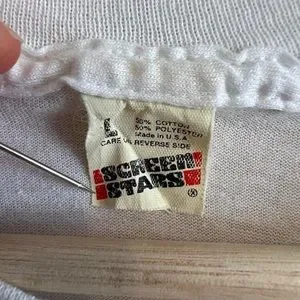 L
50% COTTON
50% POLYESTER
Made in U.S.A.
CARE ON REVERSE SIDE
SCREEN
STARS
®